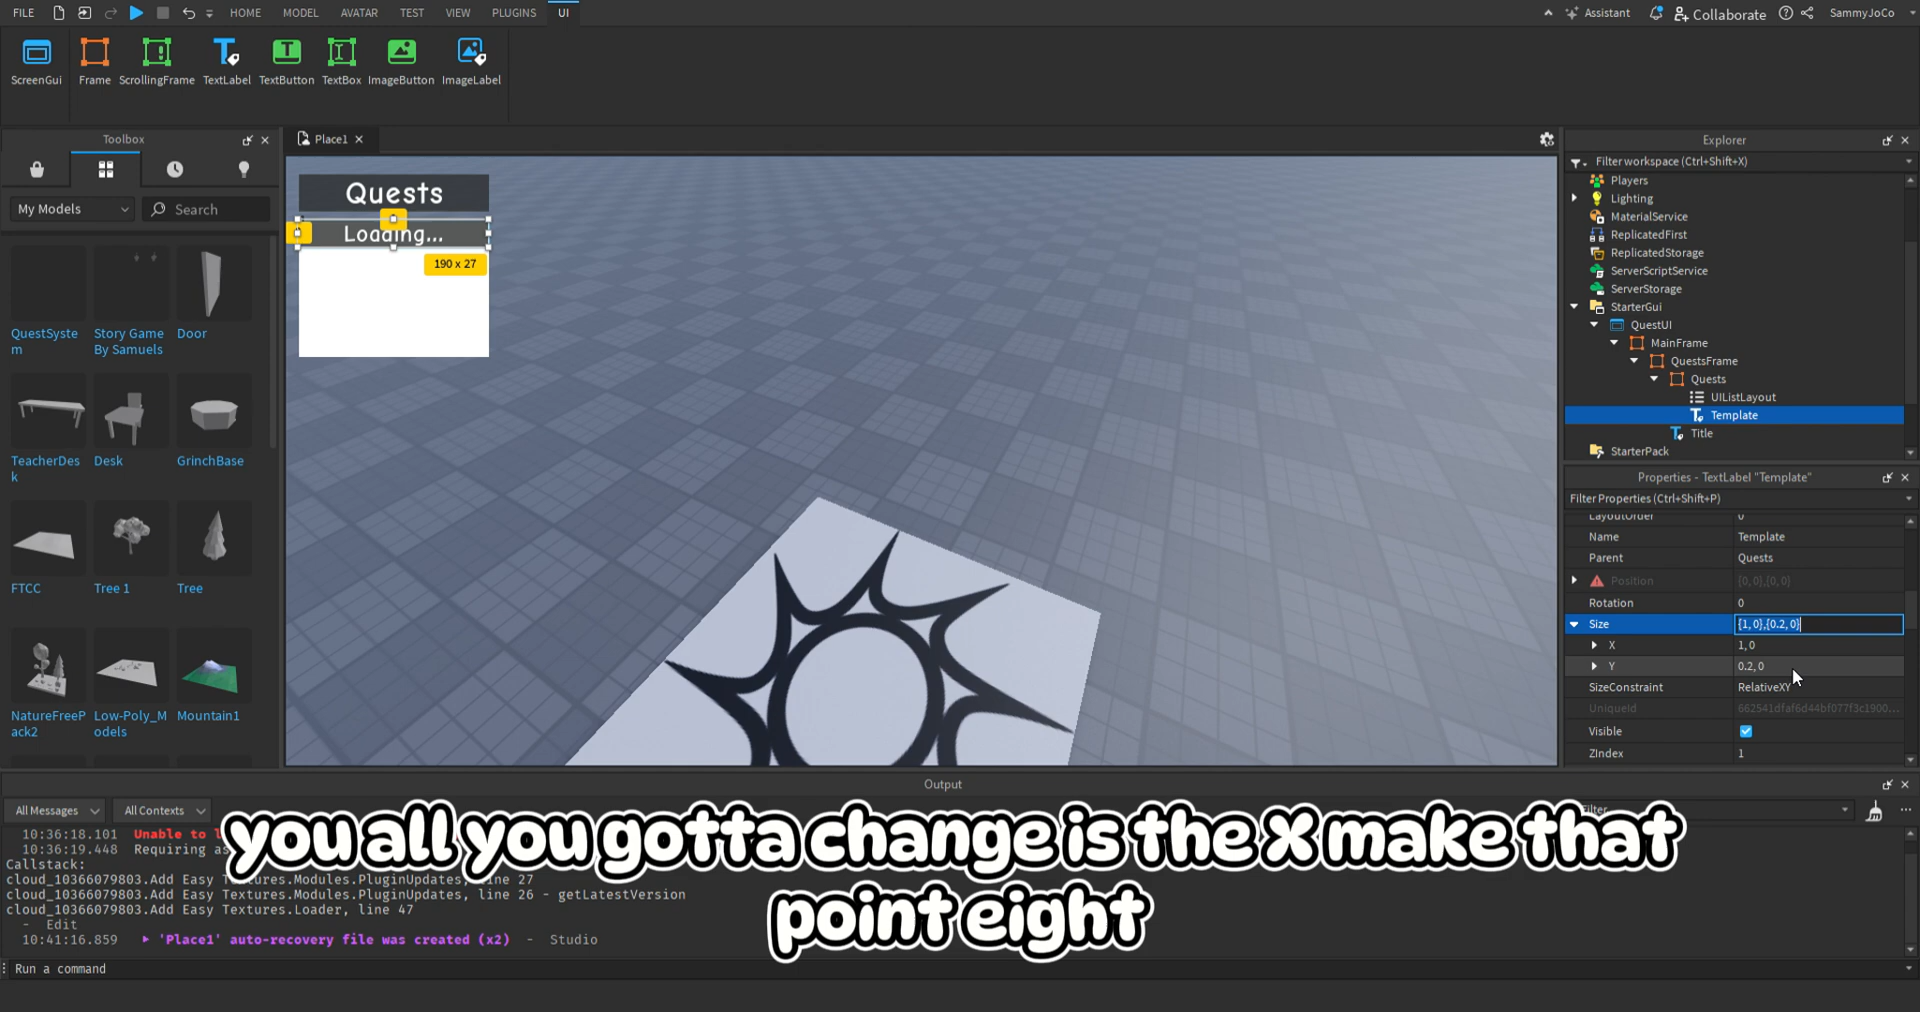 FILE HOME MODEL AVATAR TEST VIEW PLUGINS UI Assistant Collaborate SammyJoCo
ScreenGui Frame ScrollingFrame TextLabel TextButton TextBox ImageButton ImageLabel
Toolbox
Place1
Explorer
My Models Search
Filter workspace (Ctrl+Shift+X)
Players
Lighting
MaterialService
ReplicatedFirst
ReplicatedStorage
ServerScriptService
ServerStorage
StarterGui
QuestUI
MainFrame
QuestsFrame
Quests
UIListLayout
Template
Title
StarterPack
Quests
Loading...
190 x 27
QuestSyste
m
Story Game
By Samuels
Door
TeacherDes
k
Desk
GrinchBase
FTCC
Tree 1
Tree
NatureFreeP
ack2
Low-Poly_M
odels
Mountain1
Properties - TextLabel "Template"
Filter Properties (Ctrl+Shift+P)
LayoutOrder 0
Name Template
Parent Quests
Position {0, 0},{0, 0}
Rotation 0
Size {1, 0},{0.2, 0}
X 1, 0
Y 0.2, 0
SizeConstraint RelativeXY
UniqueId 662541dfaf6d44bf077f3c1900...
Visible
ZIndex 1
Output
All Messages All Contexts
10:36:18.101 Unable to
10:36:19.448 Requiring
Callstack:
cloud_10366079803.Add Easy Textures.Modules.PluginUpdates, line 27
cloud_10366079803.Add Easy Textures.Modules.PluginUpdates, line 26 - getLatestVersion
cloud_10366079803.Add Easy Textures.Loader, line 47
- Edit
10:41:16.859 'Place1' auto-recovery file was created (x2) - Studio
Run a command
you all you gotta change is the X make that
point eight